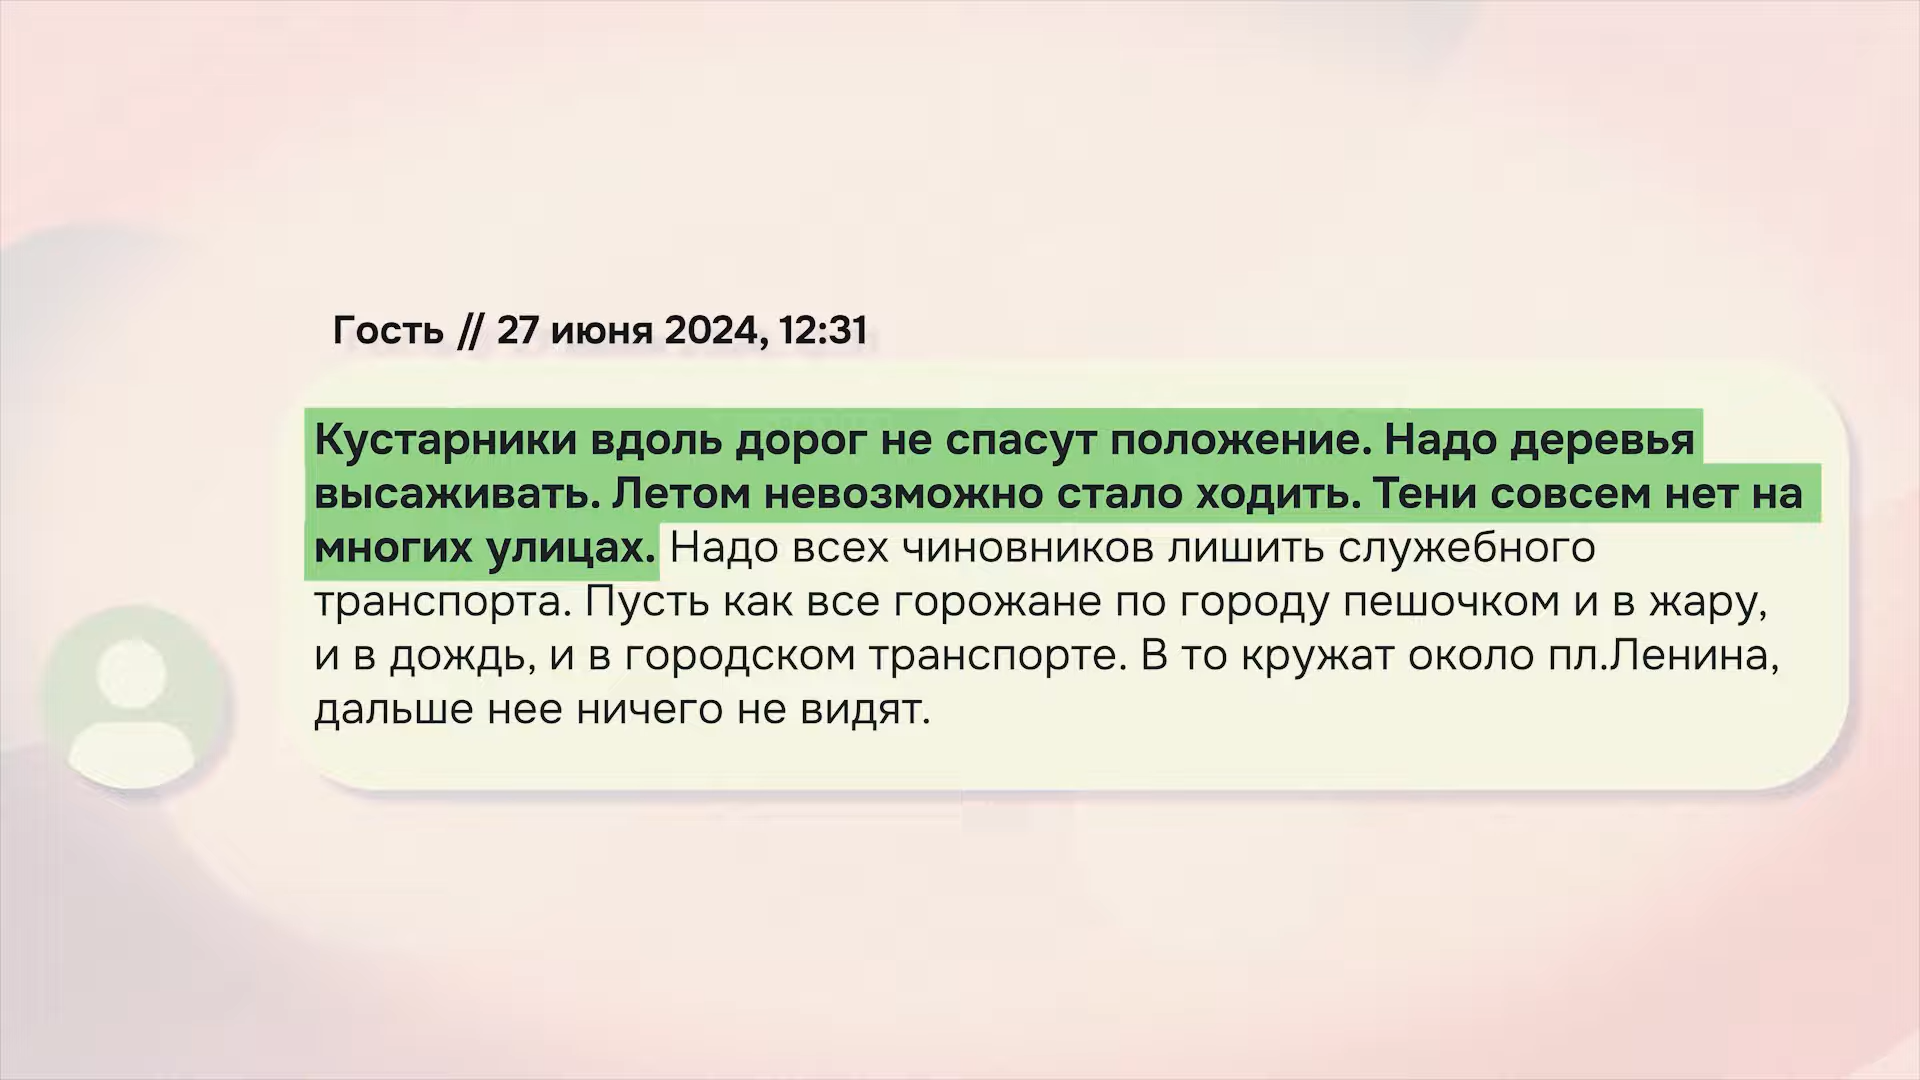 Гость // 27 июня 2024, 12:31
Кустарники вдоль дорог не спасут положение. Надо деревья
высаживать. Летом невозможно стало ходить. Тени совсем нет на
многих улицах. Надо всех чиновников лишить служебного
транспорта. Пусть как все горожане по городу пешочком и в жару,
и в дождь, и в городском транспорте. В то кружат около пл.Ленина,
дальше нее ничего не видят.